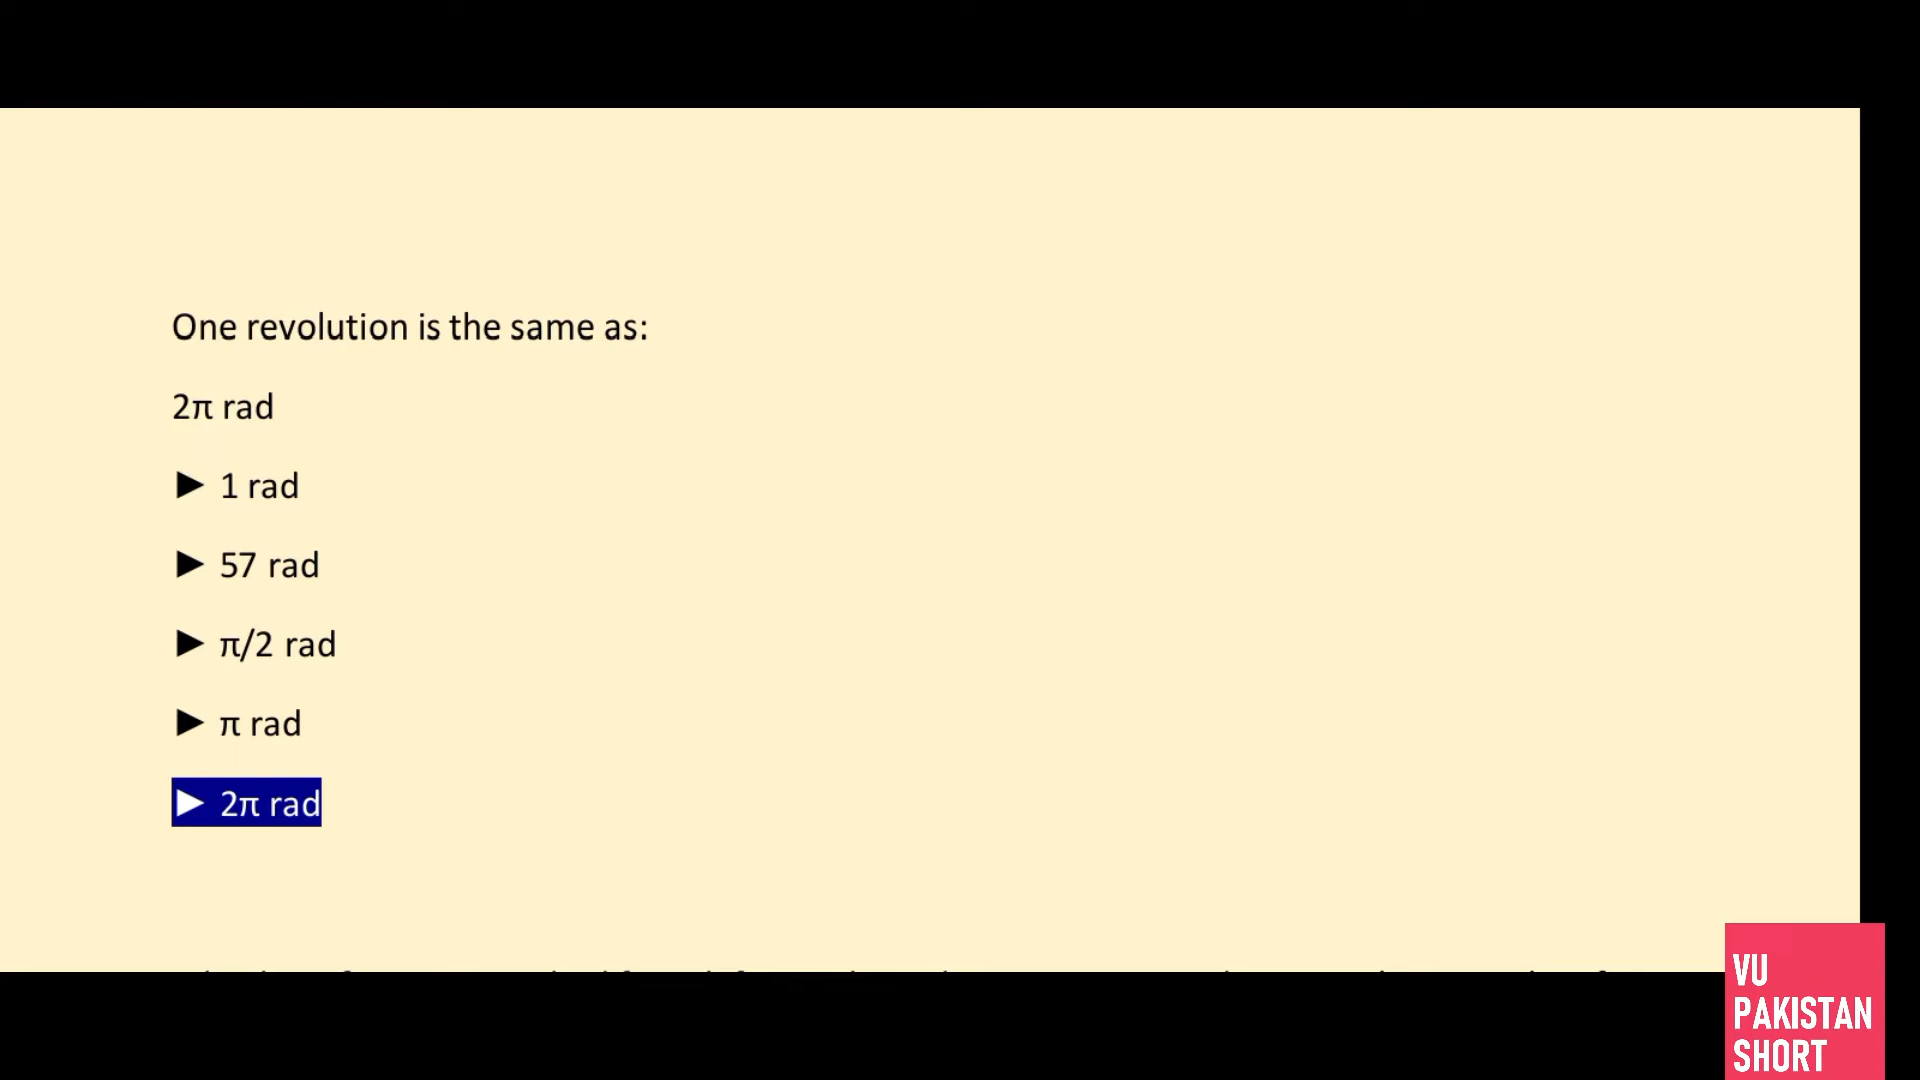 One revolution is the same as:
2π rad
► 1 rad
► 57 rad
► π/2 rad
► π rad
► 2π rad
VU
PAKISTAN
SHORT